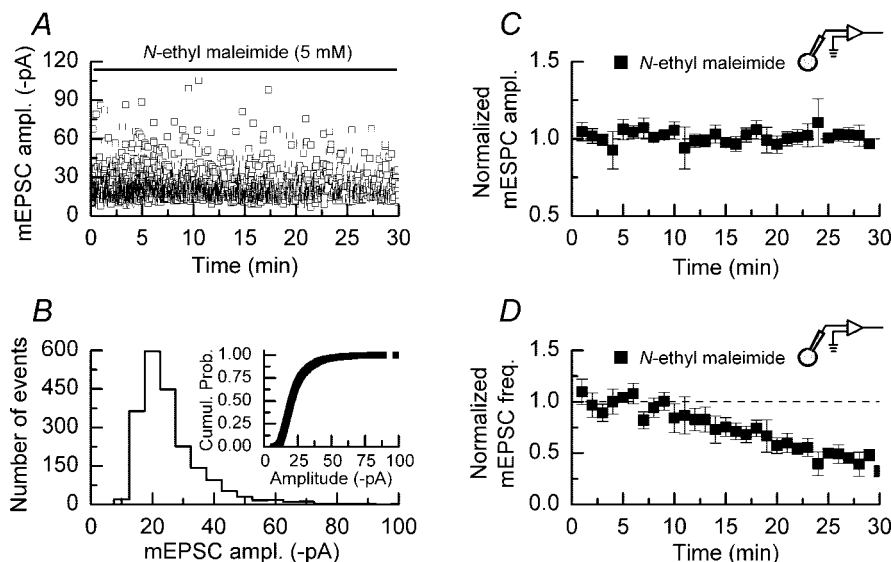 A
N-ethyl maleimide (5 mM)
mEPSC ampl. (-pA)
120
90
60
30
0
0 5 10 15 20 25 30
Time (min)
B
Number of events
600
450
300
150
0
0 20 40 60 80 100
mEPSC ampl. (-pA)
Cumul. Prob.
1.00
0.75
0.50
0.25
0.00
25 50 75 100
Amplitude (-pA)
C
N-ethyl maleimide
Normalized
mESPC ampl.
1.5
1.0
0.5
0 5 10 15 20 25 30
Time (min)
D
N-ethyl maleimide
Normalized
mEPSC freq.
1.5
1.0
0.5
0.0
0 5 10 15 20 25 30
Time (min)